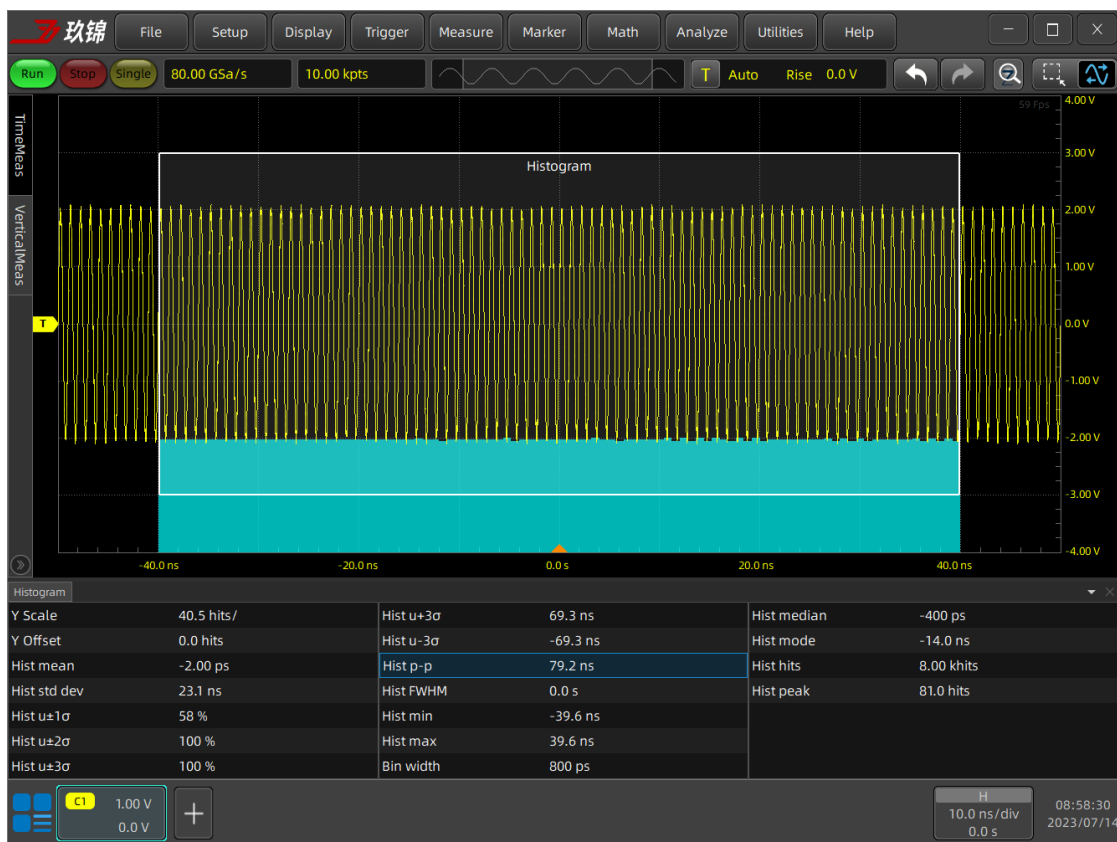 玖锦 File Setup Display Trigger Measure Marker Math Analyze Utilities Help
Run Stop Single 80.00 GSa/s 10.00 kpts T Auto Rise 0.0 V
59 Fps
TimeMeas
VerticalMeas
Histogram
T
4.00 V
3.00 V
2.00 V
1.00 V
0.0 V
-1.00 V
-2.00 V
-3.00 V
-4.00 V
-40.0 ns -20.0 ns 0.0 s 20.0 ns 40.0 ns
Histogram
Y Scale 40.5 hits/ Hist u+3σ 69.3 ns Hist median -400 ps
Y Offset 0.0 hits Hist u-3σ -69.3 ns Hist mode -14.0 ns
Hist mean -2.00 ps Hist p-p 79.2 ns Hist hits 8.00 khits
Hist std dev 23.1 ns Hist FWHM 0.0 s Hist peak 81.0 hits
Hist u±1σ 58 % Hist min -39.6 ns
Hist u±2σ 100 % Hist max 39.6 ns
Hist u±3σ 100 % Bin width 800 ps
C1 1.00 V
0.0 V
H
10.0 ns/div
0.0 s
08:58:30
2023/07/14